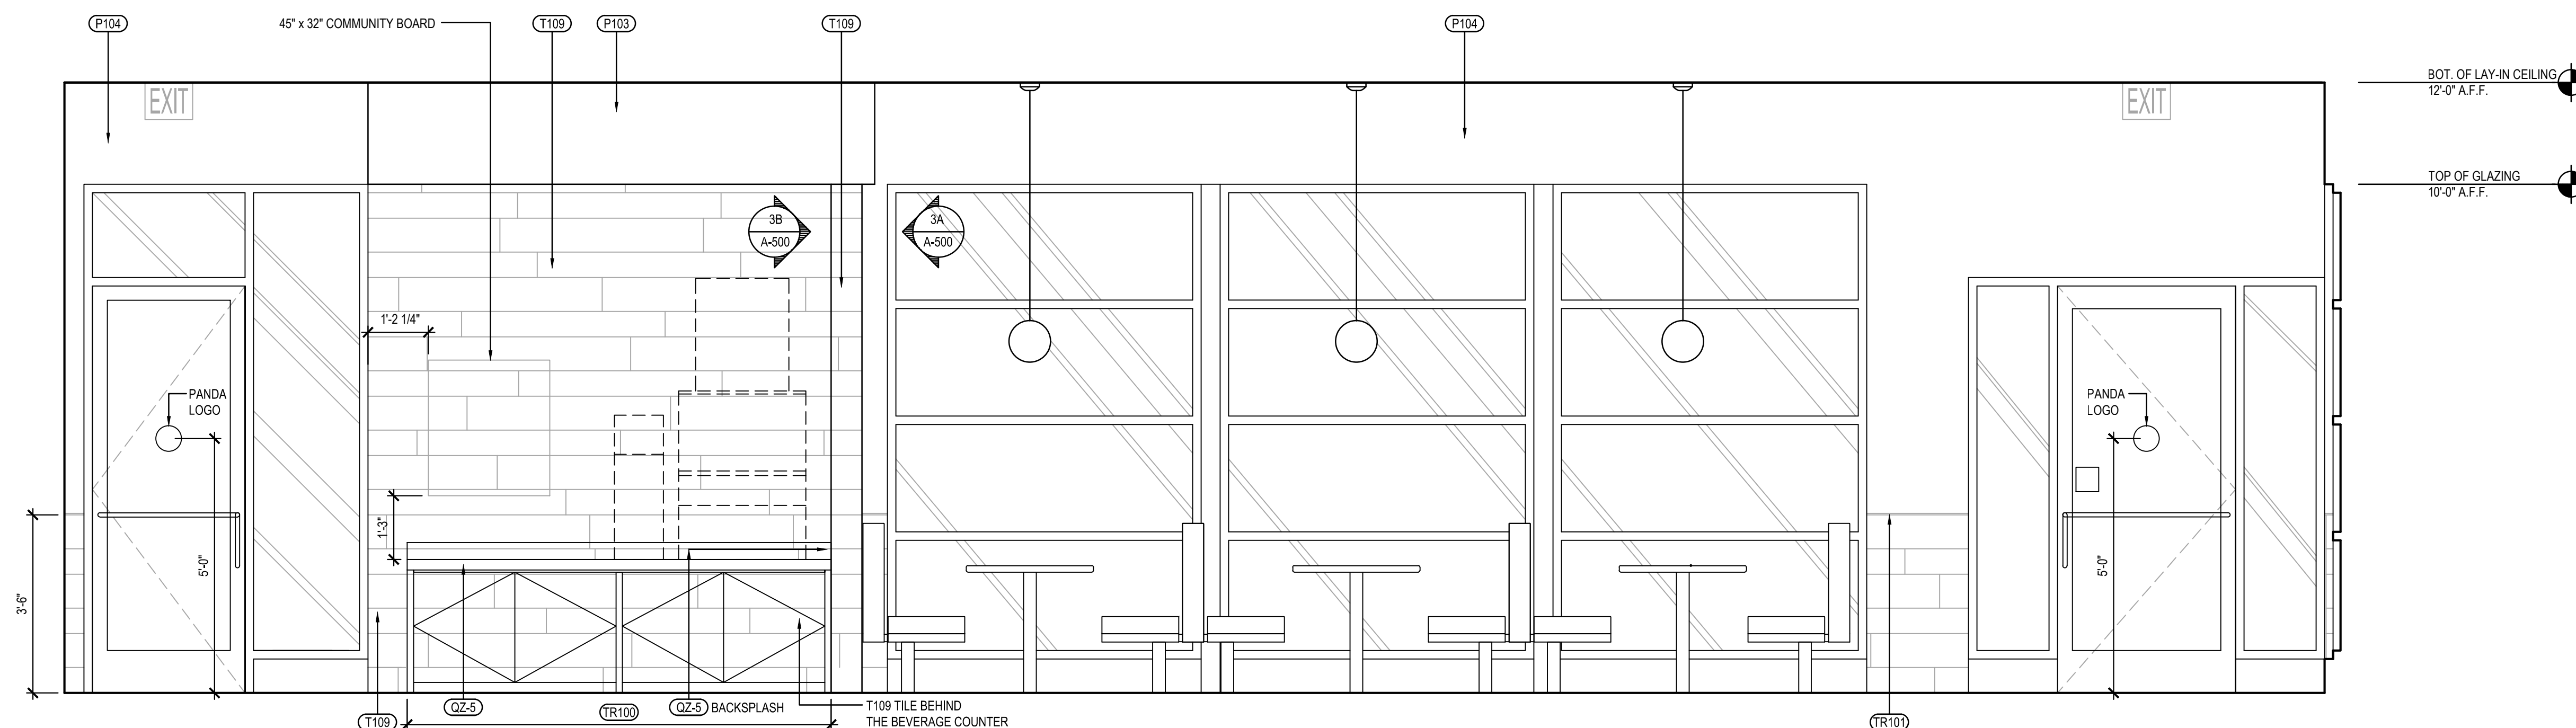 P104
45" x 32" COMMUNITY BOARD
T109
P103
T109
P104
BOT. OF LAY-IN CEILING
12'-0" A.F.F.
EXIT
EXIT
TOP OF GLAZING
10'-0" A.F.F.
3B
A-500
3A
A-500
1'-2 1/4"
PANDA
LOGO
PANDA
LOGO
1'-3"
5'-0"
5'-0"
3'-6"
T109
QZ-5
TR100
QZ-5 BACKSPLASH
T109 TILE BEHIND
THE BEVERAGE COUNTER
TR101